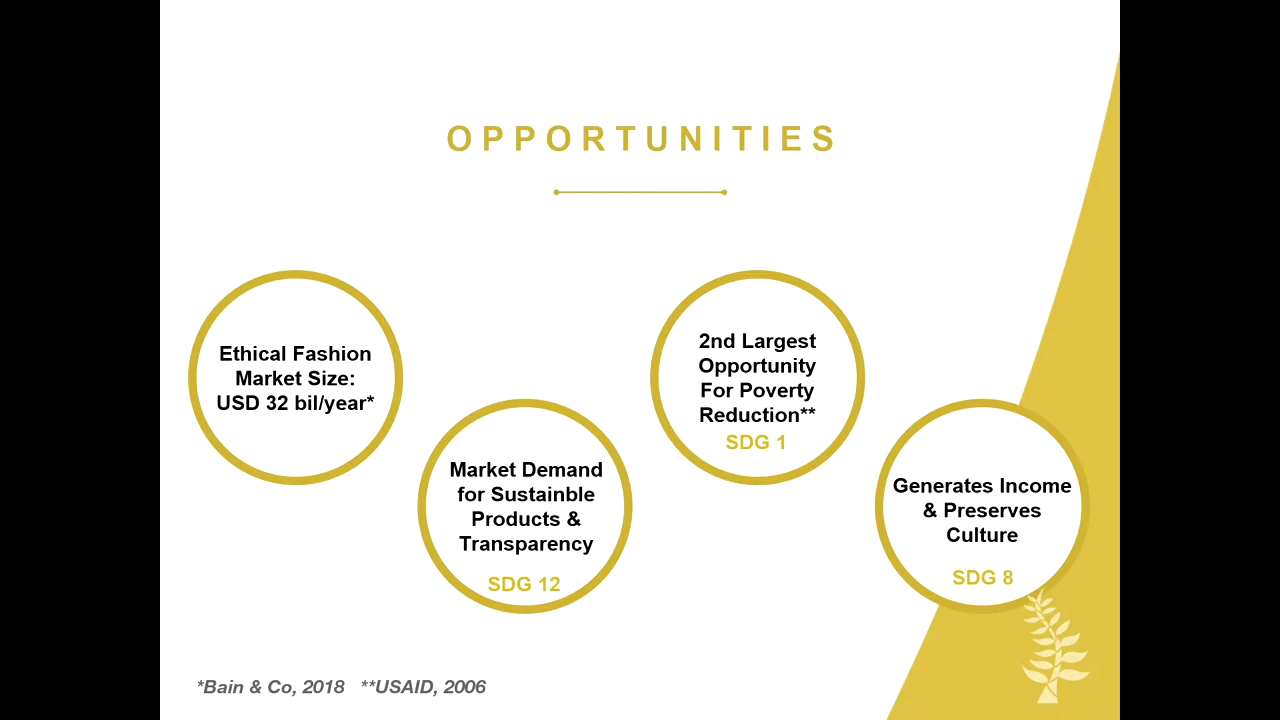 OPPORTUNITIES
Ethical Fashion
Market Size:
USD 32 bil/year*
Market Demand
for Sustainble
Products &
Transparency
SDG 12
2nd Largest
Opportunity
For Poverty
Reduction**
SDG 1
Generates Income
& Preserves
Culture
SDG 8
*Bain & Co, 2018 **USAID, 2006